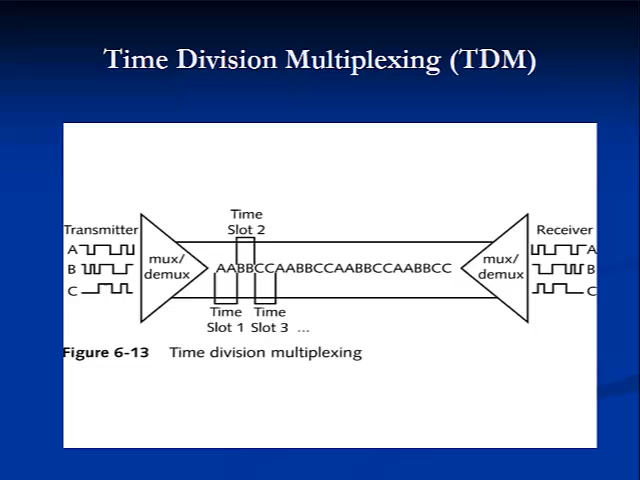 Time Division Multiplexing (TDM)
Time
Slot 2
Transmitter
Receiver
A
A
B
B
C
C
mux/
demux
AABBCCAABBCCAABBCCAABBCC
mux/
demux
Time
Slot 1
Time
Slot 3 ...
Figure 6-13 Time division multiplexing